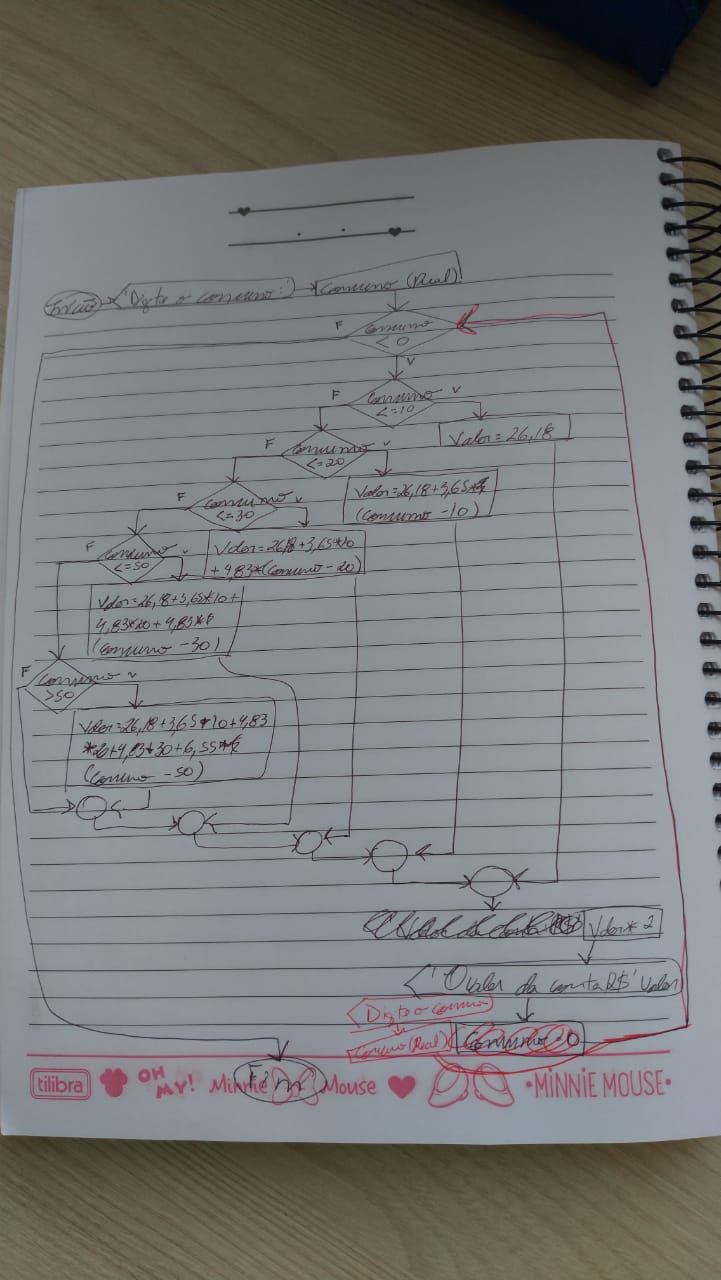 Início
'Digite o consumo:'
Consumo (Real)
F
Consumo
< 0
V
F
Consumo
<=10
V
Valor = 26,18
F
Consumo
<=20
V
Valor=26,18+3,65*
(Consumo -10)
F
Consumo
<=30
V
Valor=26,18+3,65*10
+4,83*(Consumo - 20)
F
Consumo
<=50
V
Valor=26,18+3,65*10+
4,83*20+4,83*
(Consumo -30)
F
Consumo
>50
V
Valor=26,18+3,65*10+4,83
*20+4,83*30+6,55*
(Consumo -50)
Valor * 2
'O valor da conta R$' Valor
Digite o consumo
Consumo (Real)
Consumo
0
Fim
tilibra
OH MY!
Minnie Mouse
•MINNIE MOUSE•